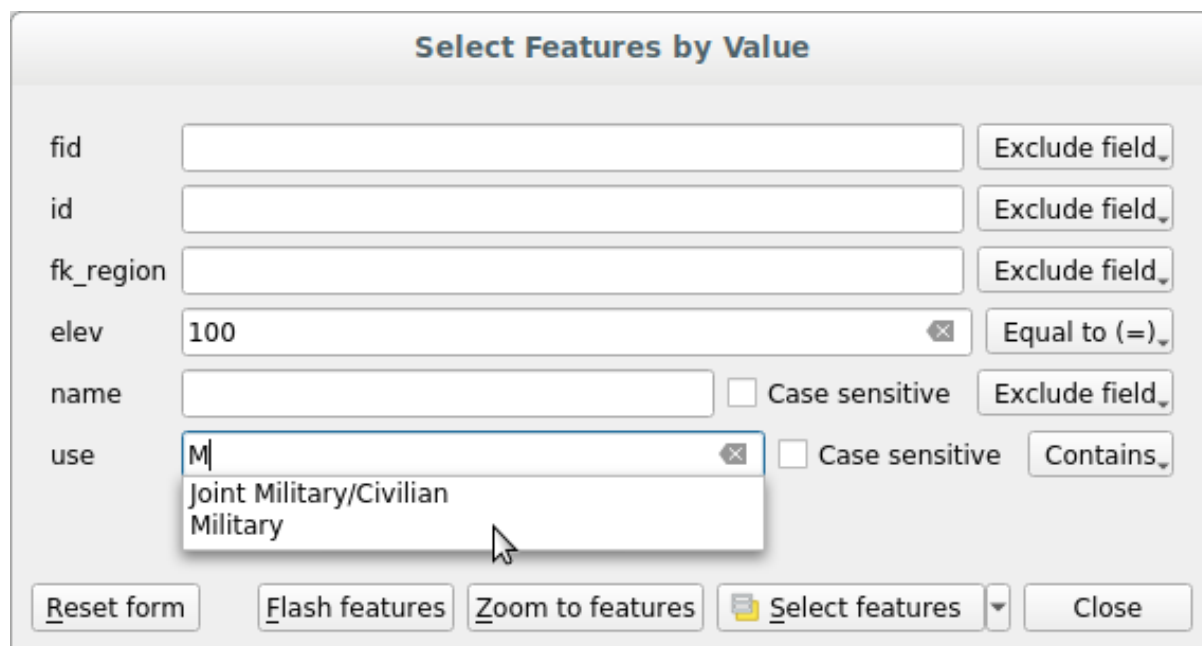 Select Features by Value
fid Exclude field
id Exclude field
fk_region Exclude field
elev 100 Equal to (=)
name Case sensitive Exclude field
use M Case sensitive Contains
Joint Military/Civilian
Military
Reset form Flash features Zoom to features Select features Close